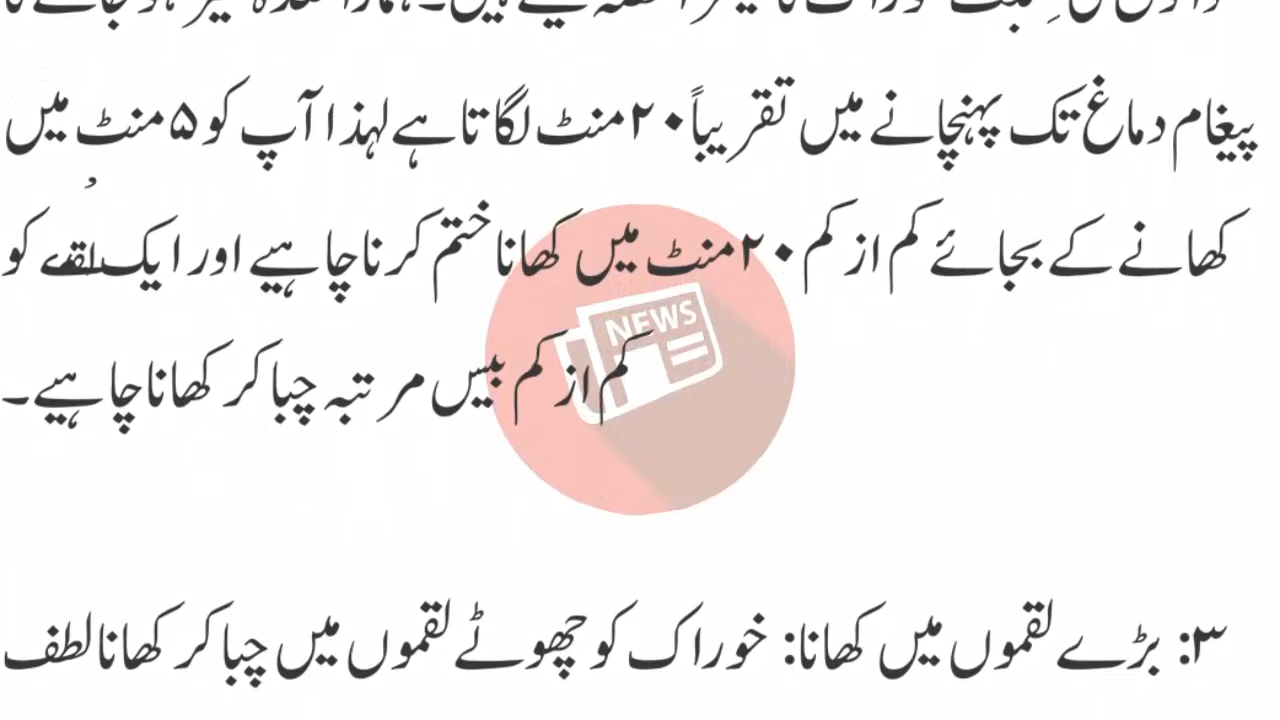 پیغام دماغ تک پہنچانے میں تقریباً ۲۰ منٹ لگاتا ہے لہذا آپ کو ۵ منٹ میں
کھانے کے بجائے کم از کم ۲۰ منٹ میں کھانا ختم کرنا چاہیے اور ایک لقمے کو
NEWS
کم از کم بیس مرتبہ چبا کر کھانا چاہیے۔
۳: بڑے لقموں میں کھانا: خوراک کو چھوٹے لقموں میں چبا کر کھانا لطف